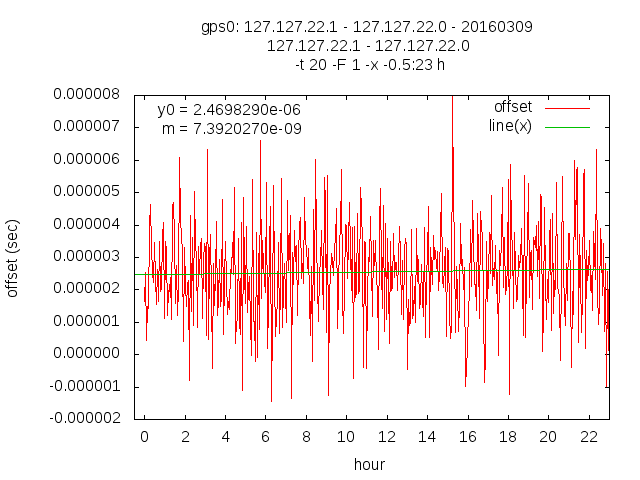 gps0: 127.127.22.1 - 127.127.22.0 - 20160309
127.127.22.1 - 127.127.22.0
-t 20 -F 1 -x -0.5:23 h
y0 = 2.4698290e-06
m = 7.3920270e-09
offset
line(x)
0.000008
0.000007
0.000006
0.000005
0.000004
0.000003
0.000002
0.000001
0.000000
-0.000001
-0.000002
offset (sec)
0 2 4 6 8 10 12 14 16 18 20 22
hour